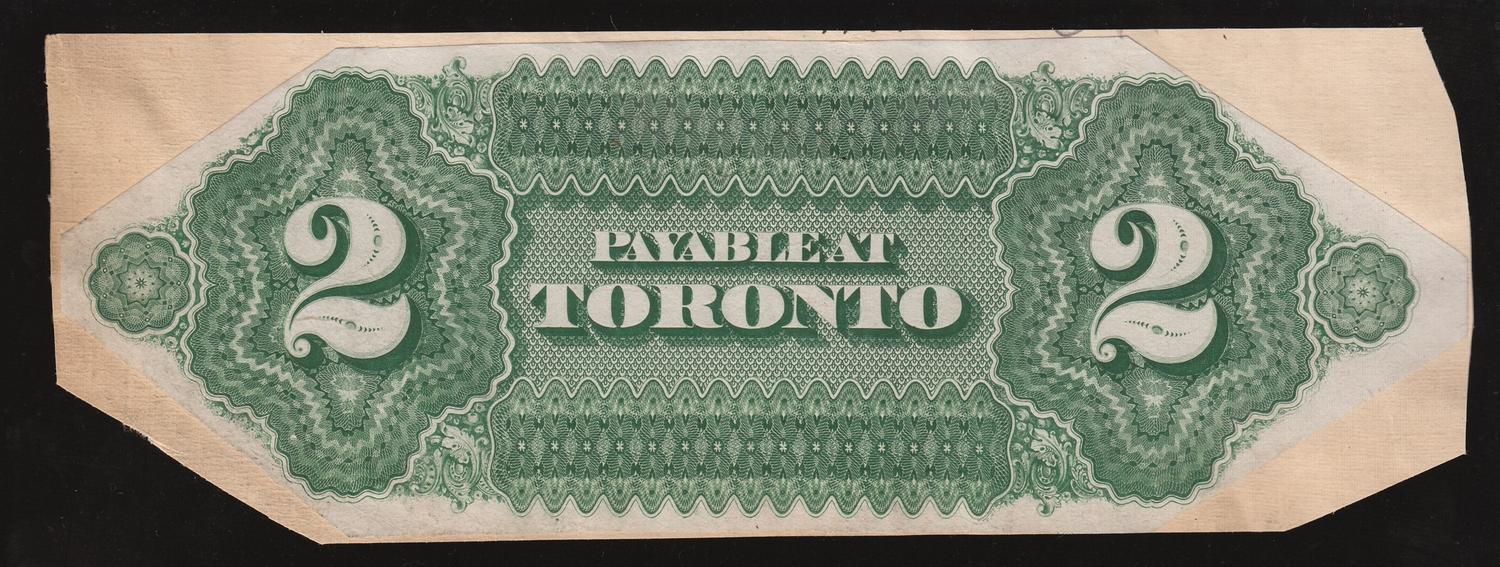 2 PAYABLE AT 2
TORONTO